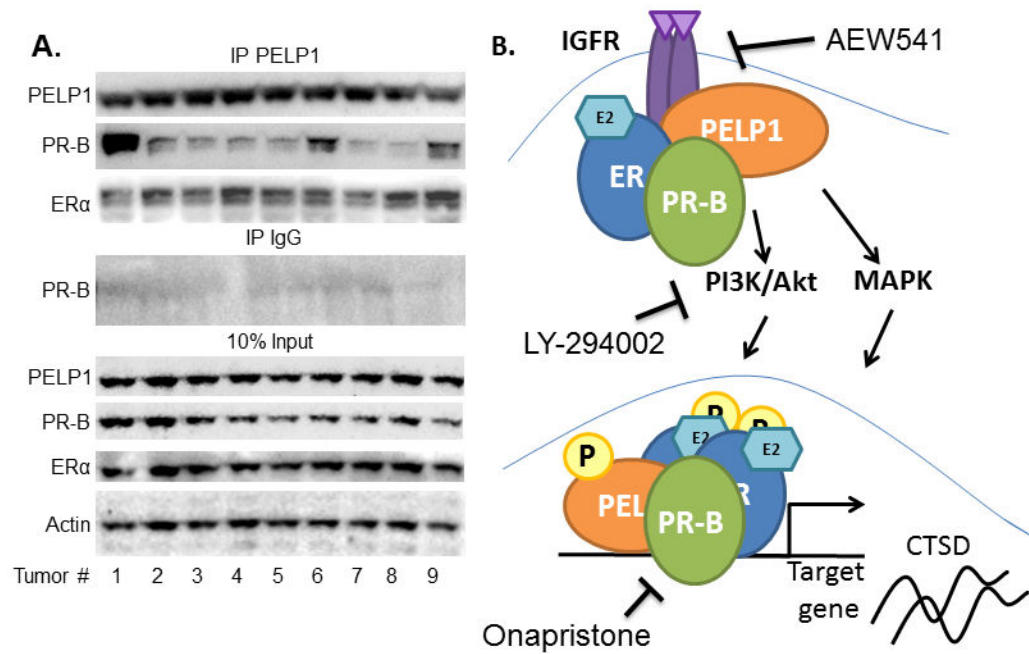 A.
IP PELP1
PELP1
PR-B
ERα
IP IgG
PR-B
10% Input
PELP1
PR-B
ERα
Actin
Tumor # 1 2 3 4 5 6 7 8 9
B.
IGFR
AEW541
E2
PELP1
ER
PR-B
PI3K/Akt
MAPK
LY-294002
P
P
P
E2
E2
PEL
R
PR-B
CTSD
Target
gene
Onapristone